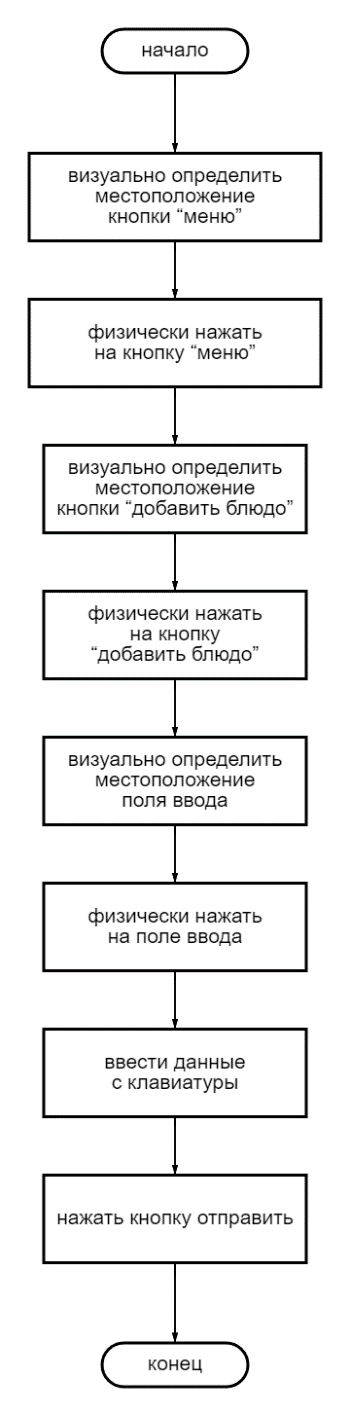 начало
визуально определить
местоположение
кнопки “меню”
физически нажать
на кнопку “меню”
визуально определить
местоположение
кнопки “добавить блюдо”
физически нажать
на кнопку
“добавить блюдо”
визуально определить
местоположение
поля ввода
физически нажать
на поле ввода
ввести данные
с клавиатуры
нажать кнопку отправить
конец